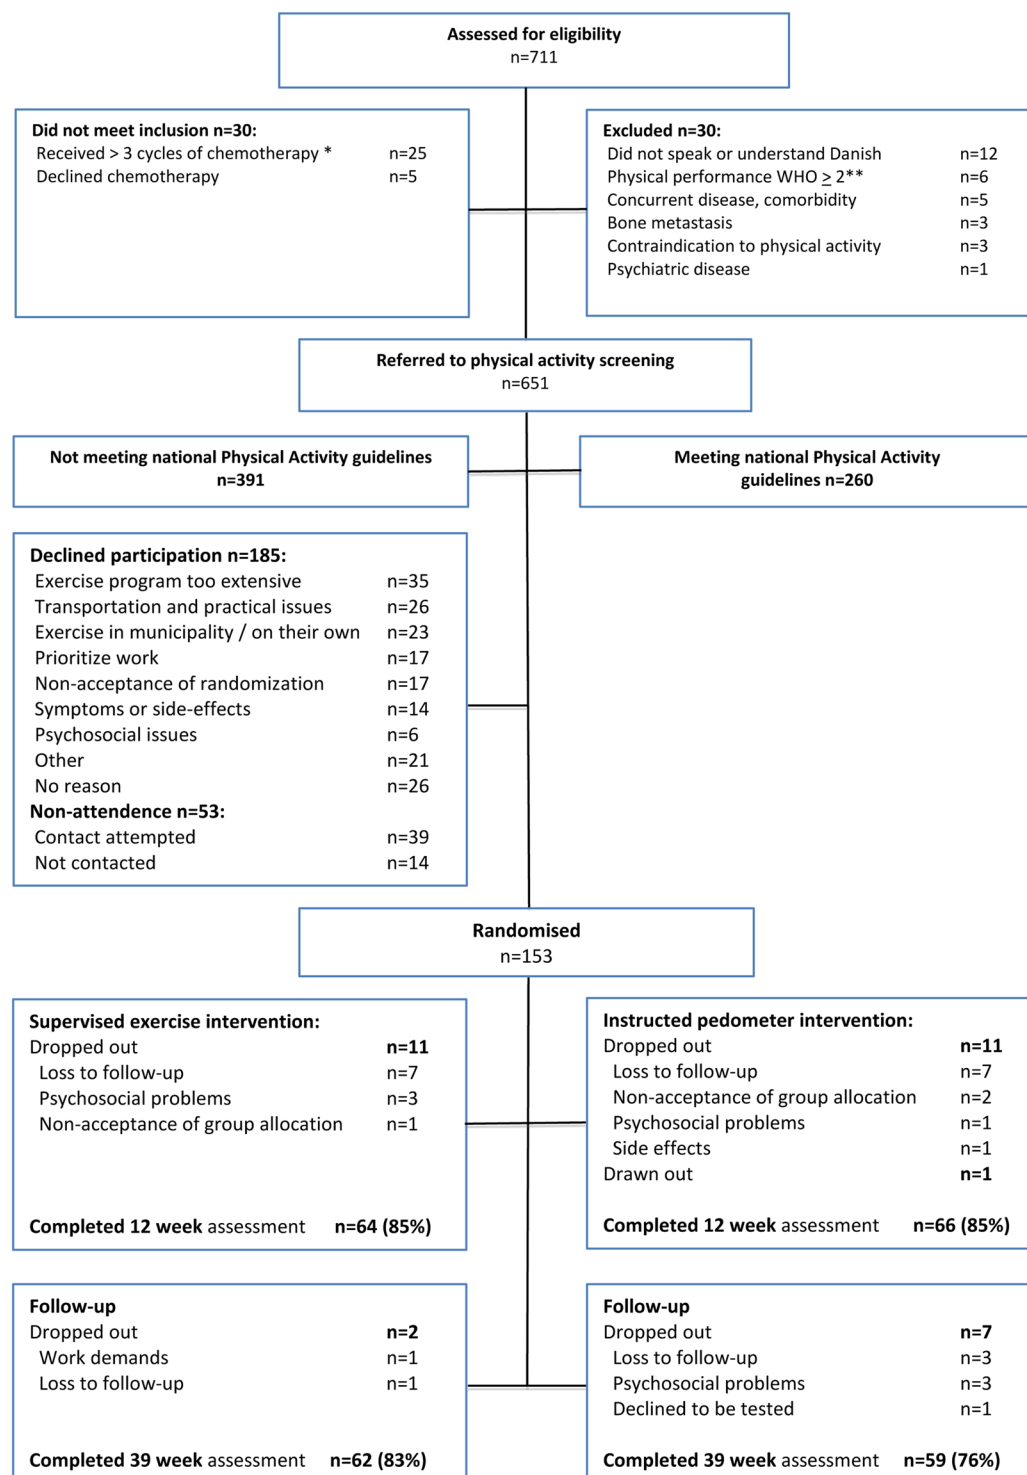 Assessed for eligibility
n=711
Did not meet inclusion n=30:
Received > 3 cycles of chemotherapy * n=25
Declined chemotherapy n=5
Excluded n=30:
Did not speak or understand Danish n=12
Physical performance WHO ≥ 2** n=6
Concurrent disease, comorbidity n=5
Bone metastasis n=3
Contraindication to physical activity n=3
Psychiatric disease n=1
Referred to physical activity screening
n=651
Not meeting national Physical Activity guidelines
n=391
Meeting national Physical Activity
guidelines n=260
Declined participation n=185:
Exercise program too extensive n=35
Transportation and practical issues n=26
Exercise in municipality / on their own n=23
Prioritize work n=17
Non-acceptance of randomization n=17
Symptoms or side-effects n=14
Psychosocial issues n=6
Other n=21
No reason n=26
Non-attendence n=53:
Contact attempted n=39
Not contacted n=14
Randomised
n=153
Supervised exercise intervention:
Dropped out n=11
Loss to follow-up n=7
Psychosocial problems n=3
Non-acceptance of group allocation n=1
Completed 12 week assessment n=64 (85%)
Instructed pedometer intervention:
Dropped out n=11
Loss to follow-up n=7
Non-acceptance of group allocation n=2
Psychosocial problems n=1
Side effects n=1
Drawn out n=1
Completed 12 week assessment n=66 (85%)
Follow-up
Dropped out n=2
Work demands n=1
Loss to follow-up n=1
Completed 39 week assessment n=62 (83%)
Follow-up
Dropped out n=7
Loss to follow-up n=3
Psychosocial problems n=3
Declined to be tested n=1
Completed 39 week assessment n=59 (76%)